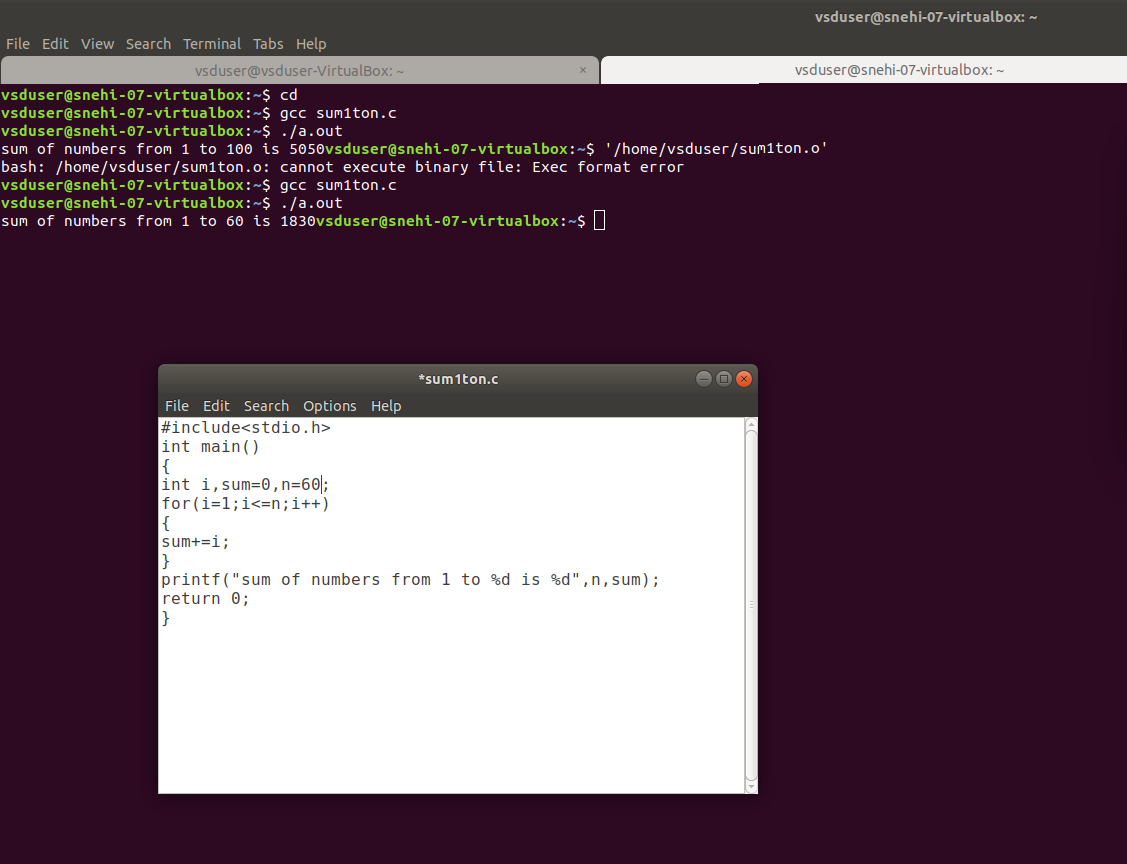 vsduser@snehi-07-virtualbox: ~
File Edit View Search Terminal Tabs Help
vsduser@vsduser-VirtualBox: ~ ×
vsduser@snehi-07-virtualbox: ~
vsduser@snehi-07-virtualbox:~$ cd
vsduser@snehi-07-virtualbox:~$ gcc sum1ton.c
vsduser@snehi-07-virtualbox:~$ ./a.out
sum of numbers from 1 to 100 is 5050vsduser@snehi-07-virtualbox:~$ '/home/vsduser/sum1ton.o'
bash: /home/vsduser/sum1ton.o: cannot execute binary file: Exec format error
vsduser@snehi-07-virtualbox:~$ gcc sum1ton.c
vsduser@snehi-07-virtualbox:~$ ./a.out
sum of numbers from 1 to 60 is 1830vsduser@snehi-07-virtualbox:~$
*sum1ton.c
File Edit Search Options Help
#include<stdio.h>
int main()
{
int i,sum=0,n=60;
for(i=1;i<=n;i++)
{
sum+=i;
}
printf("sum of numbers from 1 to %d is %d",n,sum);
return 0;
}